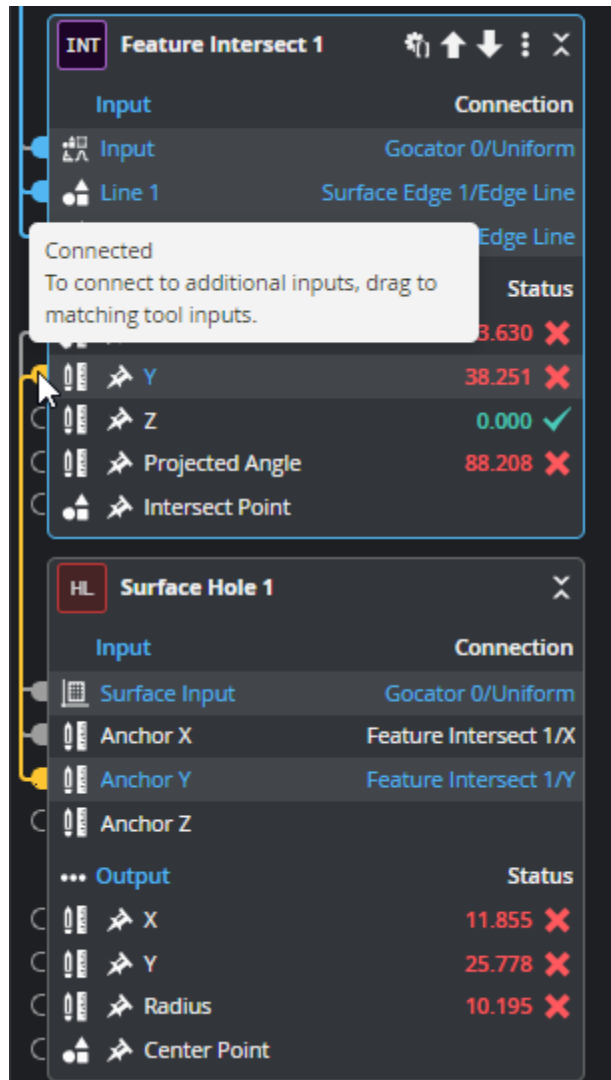 INT Feature Intersect 1
Input Connection
Input Gocator 0/Uniform
Line 1 Surface Edge 1/Edge Line
Edge Line
Connected
To connect to additional inputs, drag to
matching tool inputs.
Status
3.630
Y 38.251
Z 0.000
Projected Angle 88.208
Intersect Point
HL Surface Hole 1
Input Connection
Surface Input Gocator 0/Uniform
Anchor X Feature Intersect 1/X
Anchor Y Feature Intersect 1/Y
Anchor Z
Output Status
X 11.855
Y 25.778
Radius 10.195
Center Point